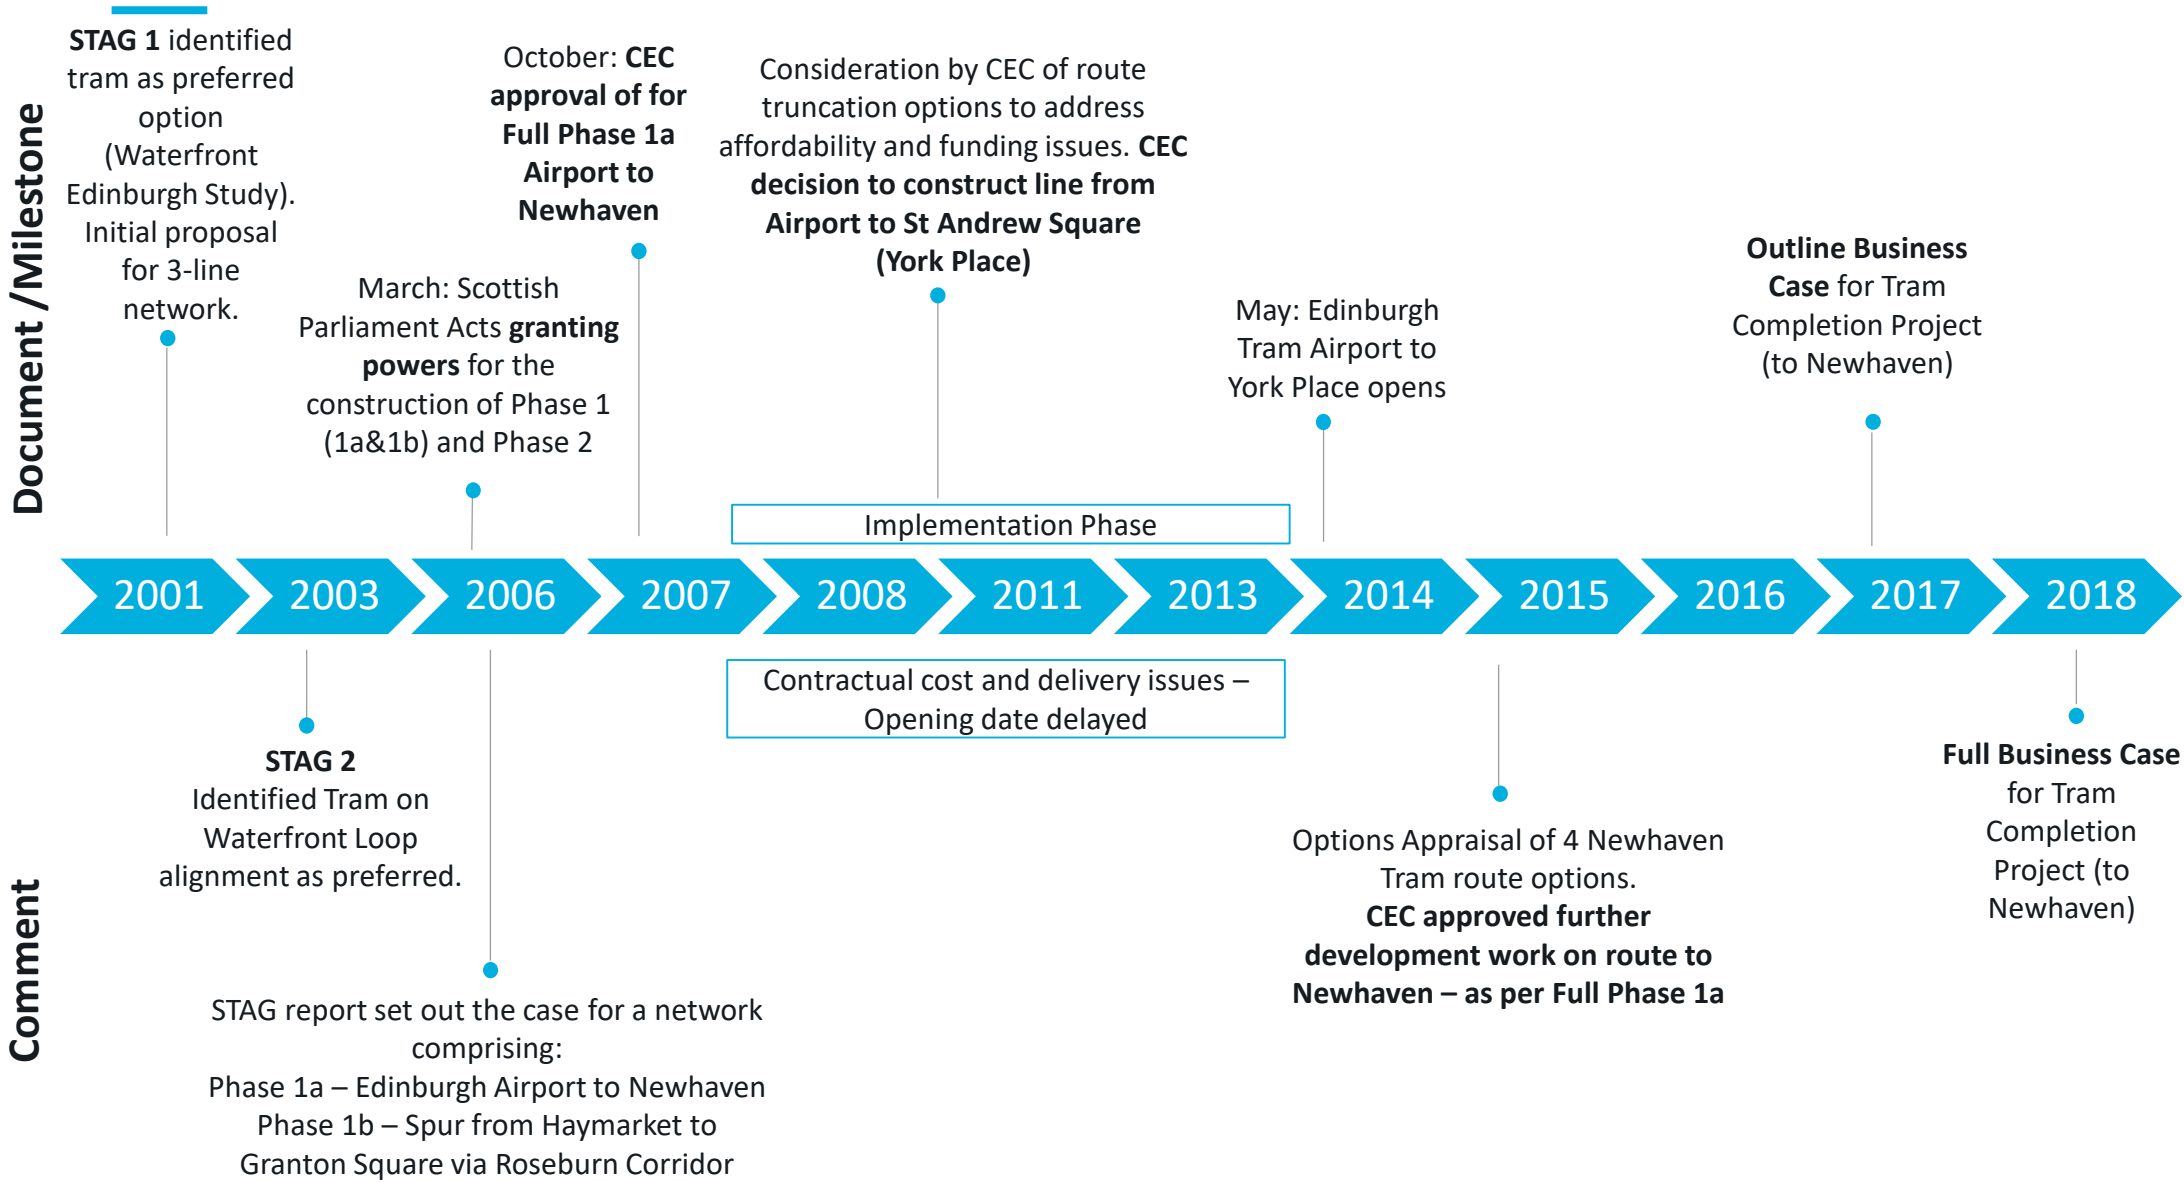 Document /Milestone
STAG 1 identified
tram as preferred
option
(Waterfront
Edinburgh Study).
Initial proposal
for 3-line
network.
March: Scottish
Parliament Acts granting
powers for the
construction of Phase 1
(1a&1b) and Phase 2
October: CEC
approval of for
Full Phase 1a
Airport to
Newhaven
Consideration by CEC of route
truncation options to address
affordability and funding issues. CEC
decision to construct line from
Airport to St Andrew Square
(York Place)
May: Edinburgh
Tram Airport to
York Place opens
Outline Business
Case for Tram
Completion Project
(to Newhaven)
Implementation Phase
2001 2003 2006 2007 2008 2011 2013 2014 2015 2016 2017 2018
Contractual cost and delivery issues –
Opening date delayed
Comment
STAG 2
Identified Tram on
Waterfront Loop
alignment as preferred.
STAG report set out the case for a network
comprising:
Phase 1a – Edinburgh Airport to Newhaven
Phase 1b – Spur from Haymarket to
Granton Square via Roseburn Corridor
Options Appraisal of 4 Newhaven
Tram route options.
CEC approved further
development work on route to
Newhaven – as per Full Phase 1a
Full Business Case
for Tram
Completion
Project (to
Newhaven)